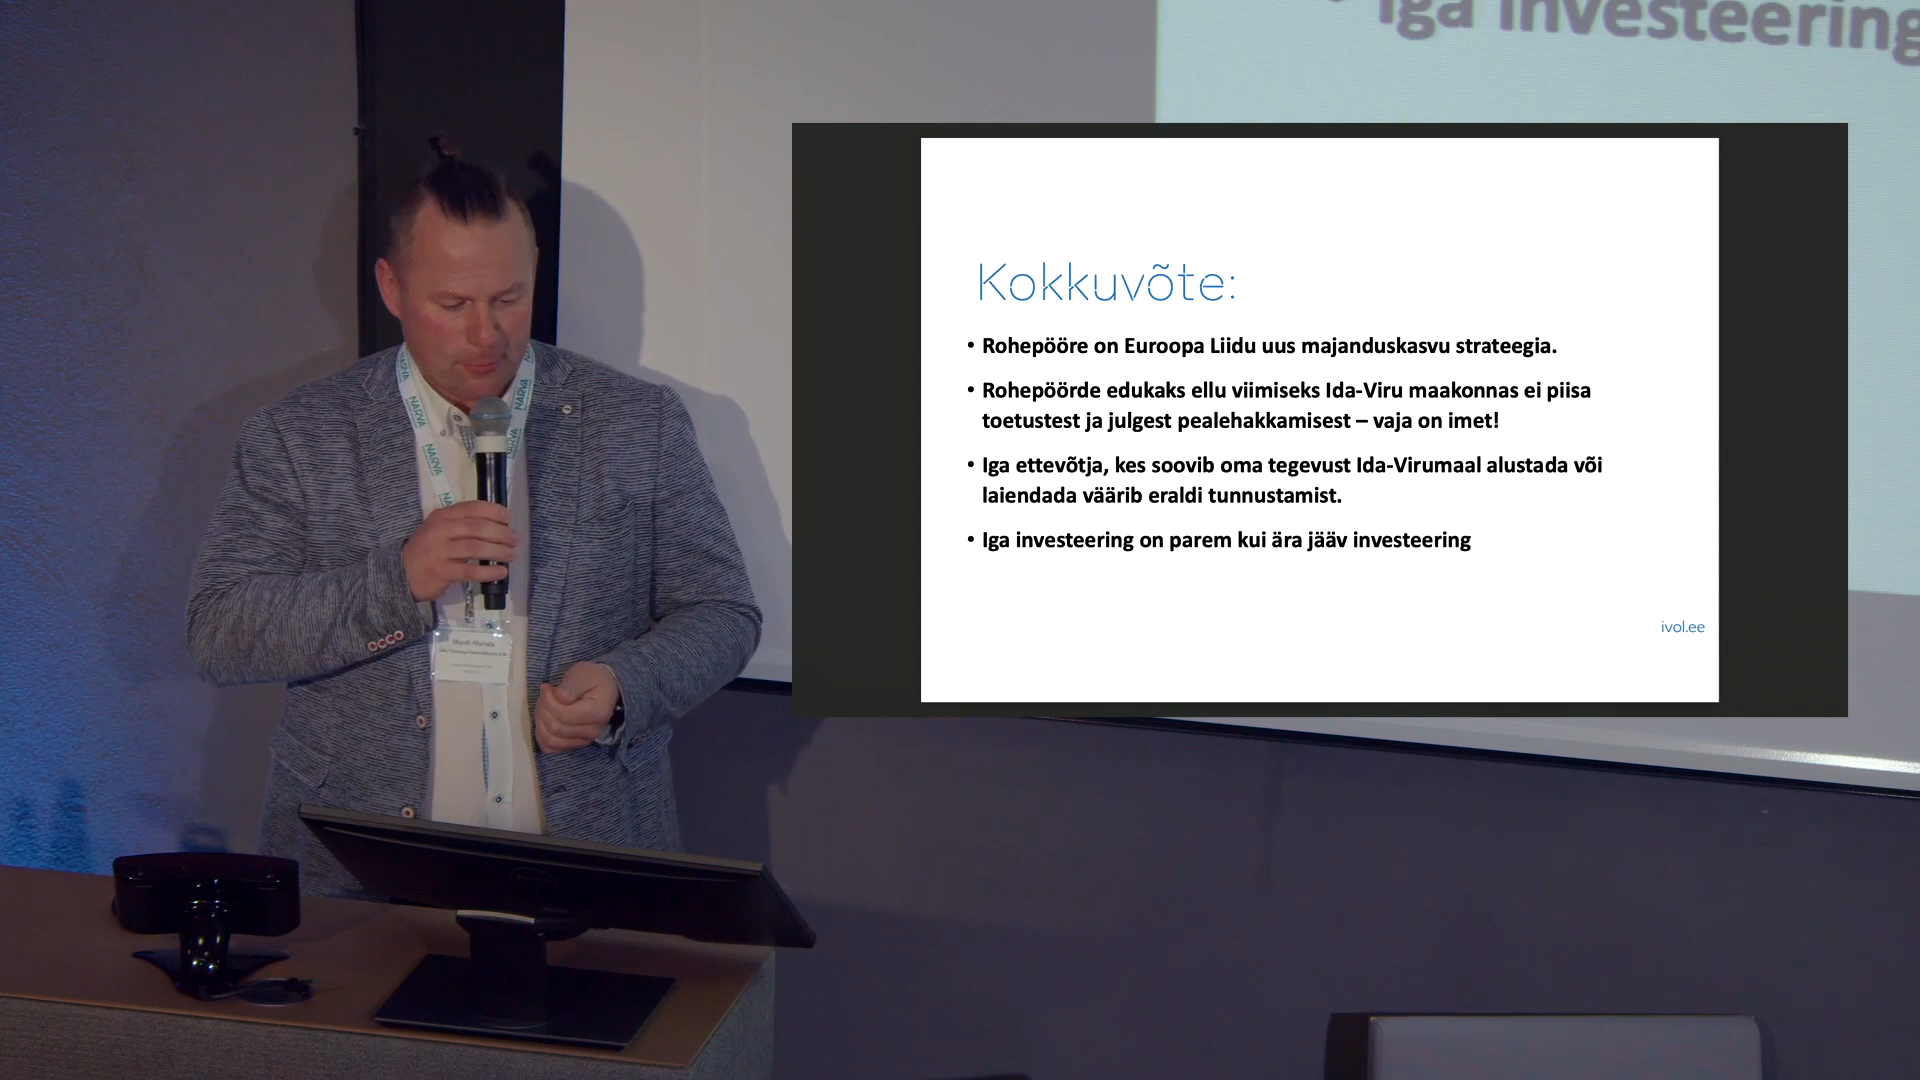 Iga investeering
Kokkuvõte:
• Rohepööre on Euroopa Liidu uus majanduskasvu strateegia.
• Rohepöörde edukaks ellu viimiseks Ida-Viru maakonnas ei piisa
toetustest ja julgest pealehakkamisest – vaja on imet!
• Iga ettevõtja, kes soovib oma tegevust Ida-Virumaal alustada või
laiendada väärib eraldi tunnustamist.
• Iga investeering on parem kui ära jääv investeering
ivol.ee
NARVA
NARVA
NARVA
NARVA